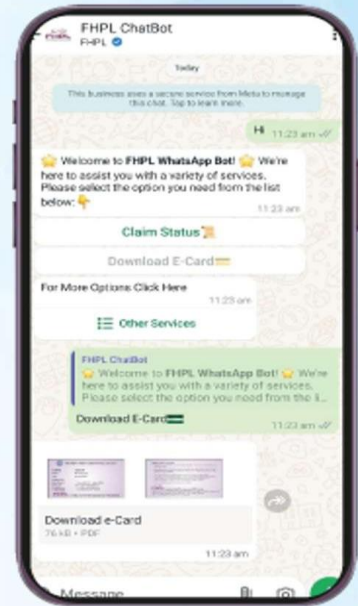 FHPL ChatBot
FHPL
Today
This business uses a secure service from Meta to manage
this chat. Tap to learn more.
Hi 11:23 am
⭐ Welcome to FHPL WhatsApp Bot! ⭐ We're
here to assist you with a variety of services.
Please select the option you need from the list
below: 👇
11:23 am
Claim Status📜
Download E-Card💳
For More Options Click Here
11:23 am
Other Services
FHPL ChatBot
⭐ Welcome to FHPL WhatsApp Bot! ⭐ We're
here to assist you with a variety of services.
Please select the option you need from the li...
Download E-Card💳
11:23 am
Download e-Card
76 kB • PDF
11:23 am
Message